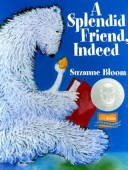 A Splendid
Friend,
Indeed
Suzanne Bloom